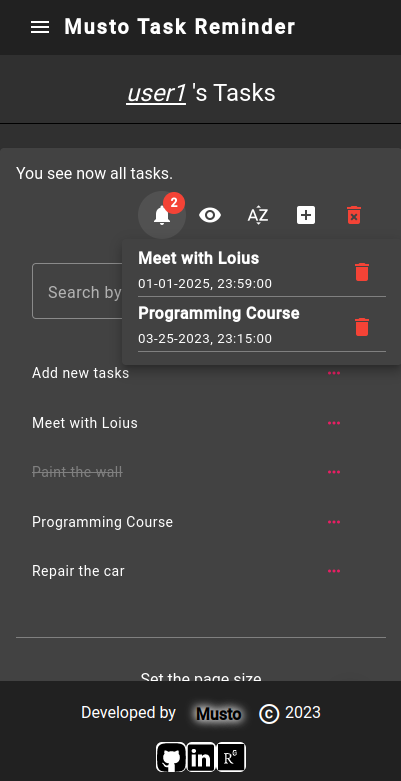 Musto Task Reminder
user1 's Tasks
You see now all tasks.
2
AZ
Meet with Loius
01-01-2025, 23:59:00
Search by
Programming Course
03-25-2023, 23:15:00
Add new tasks
Meet with Loius
Paint the wall
Programming Course
Repair the car
Set the page size
Developed by Musto © 2023
in R